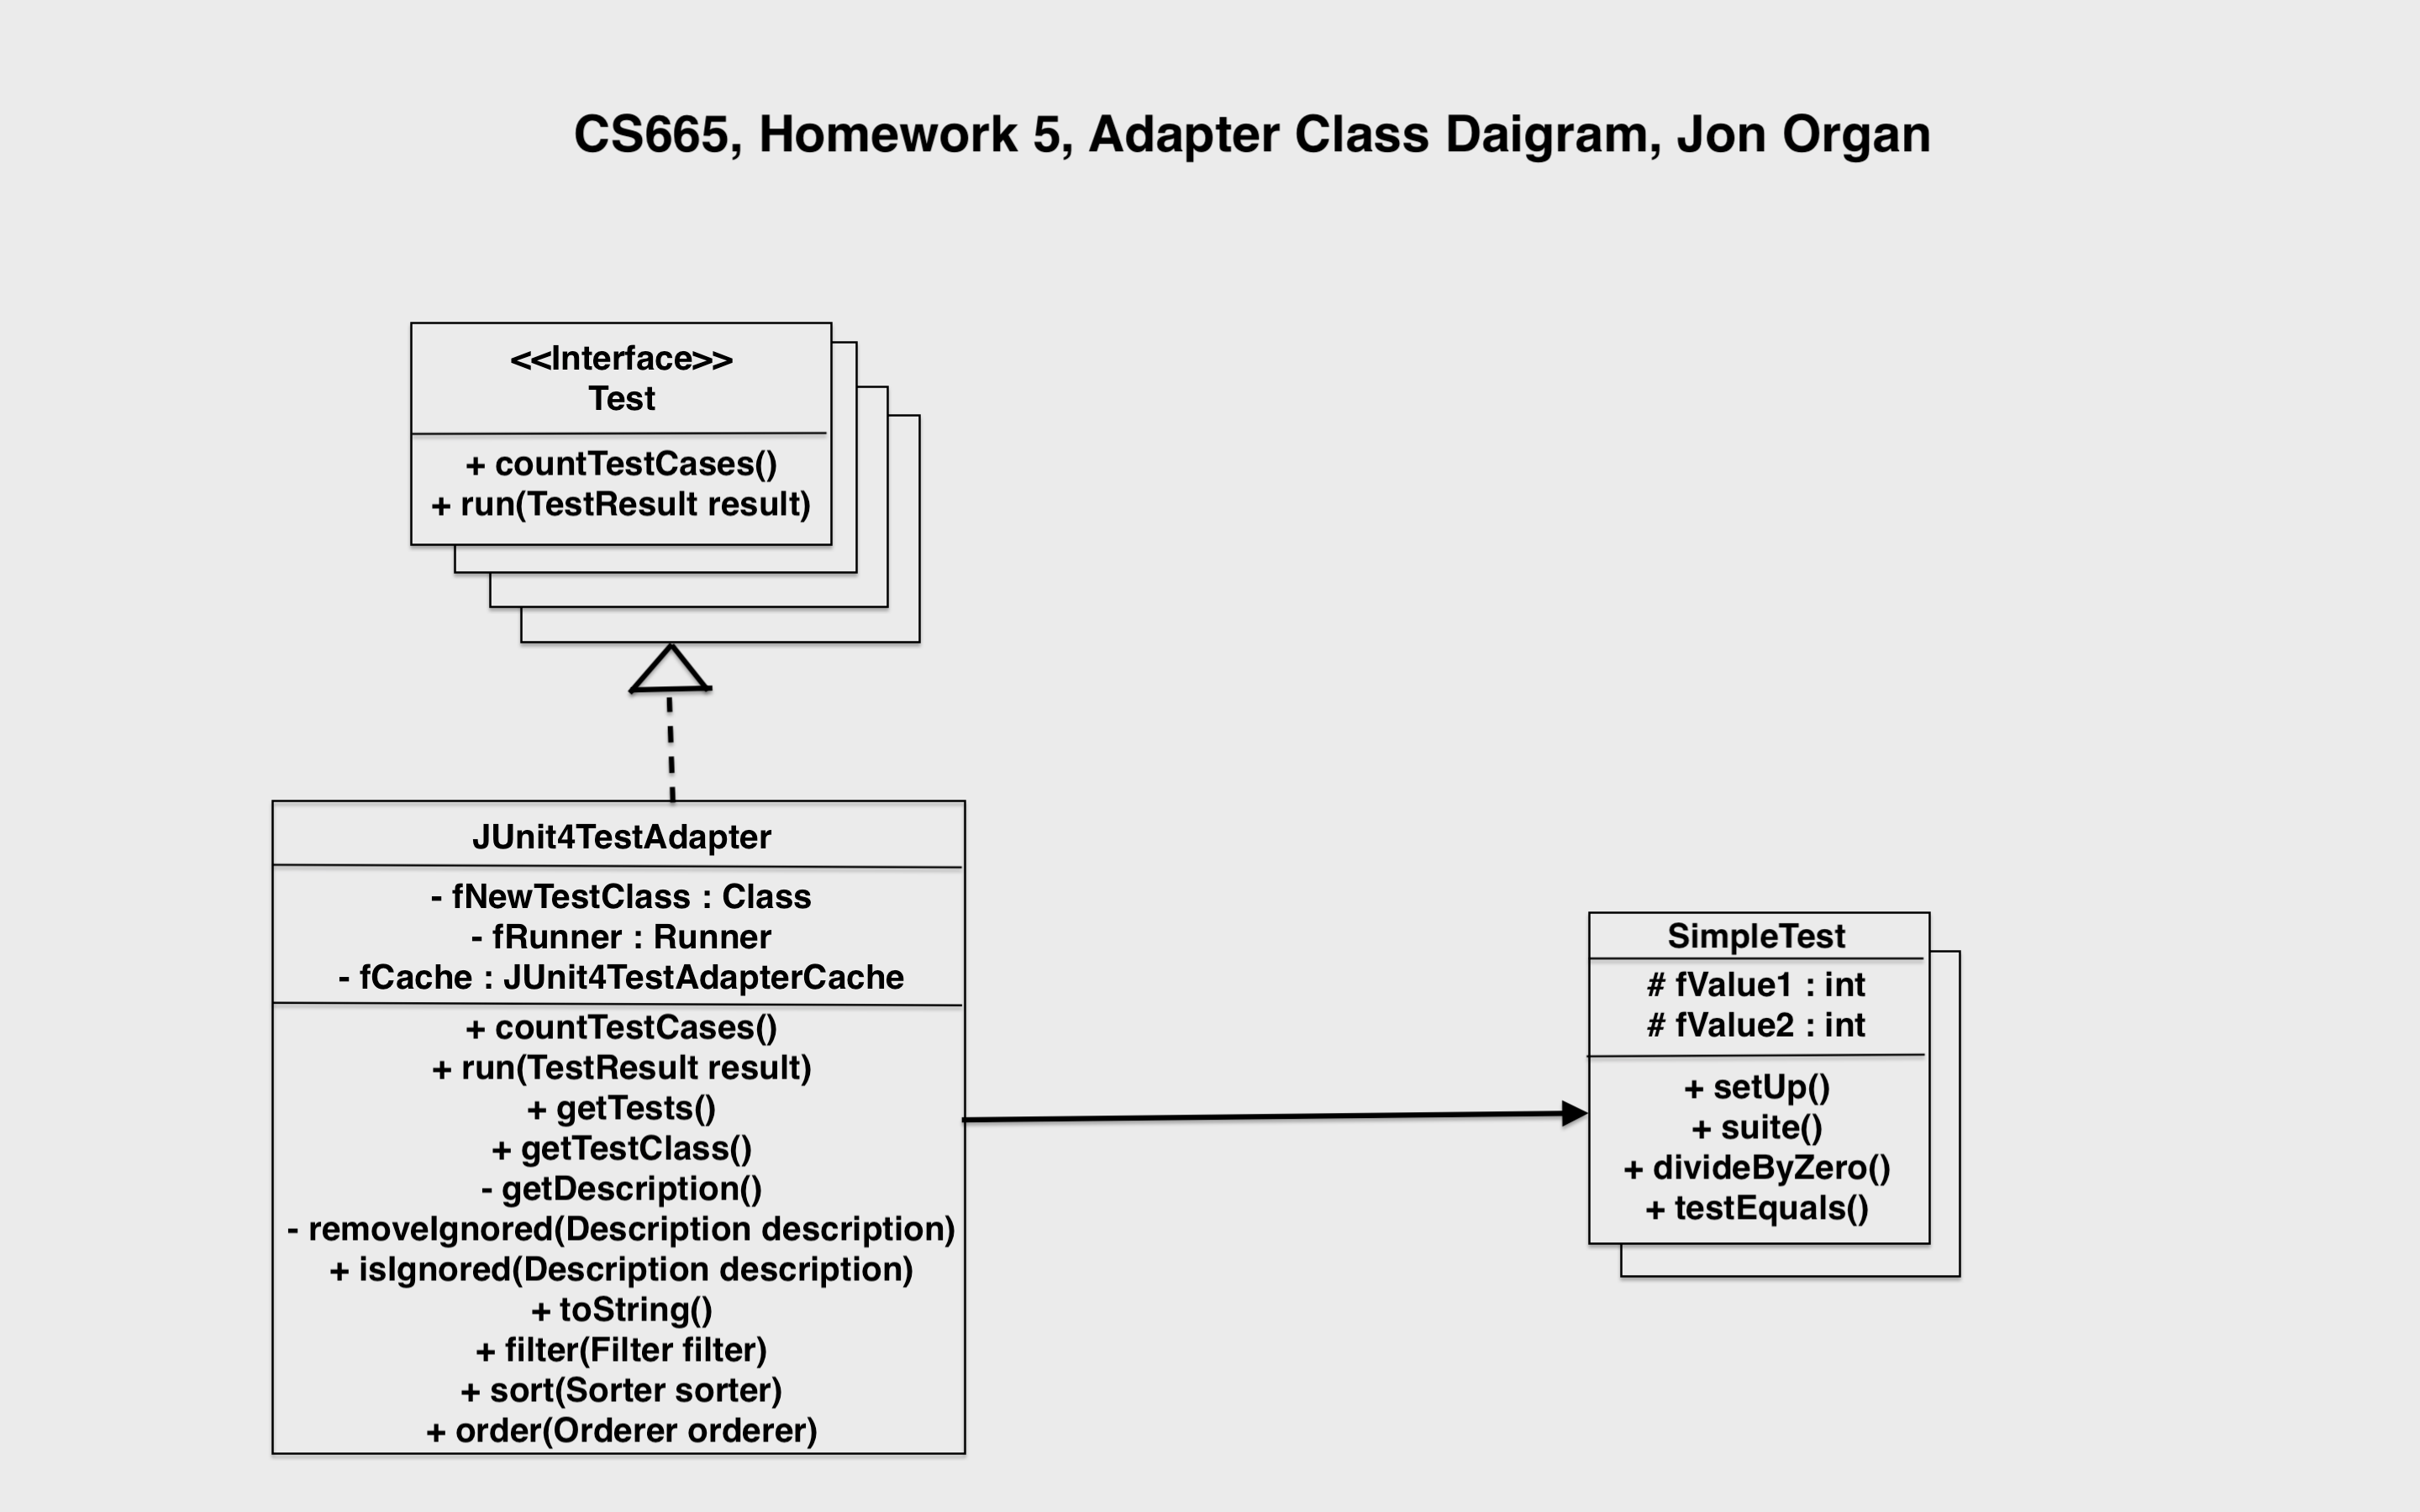 CS665, Homework 5, Adapter Class Daigram, Jon Organ
<<Interface>>
Test
+ countTestCases()
+ run(TestResult result)
JUnit4TestAdapter
- fNewTestClass : Class
- fRunner : Runner
- fCache : JUnit4TestAdapterCache
+ countTestCases()
+ run(TestResult result)
+ getTests()
+ getTestClass()
- getDescription()
- removeIgnored(Description description)
+ isIgnored(Description description)
+ toString()
+ filter(Filter filter)
+ sort(Sorter sorter)
+ order(Orderer orderer)
SimpleTest
# fValue1 : int
# fValue2 : int
+ setUp()
+ suite()
+ divideByZero()
+ testEquals()